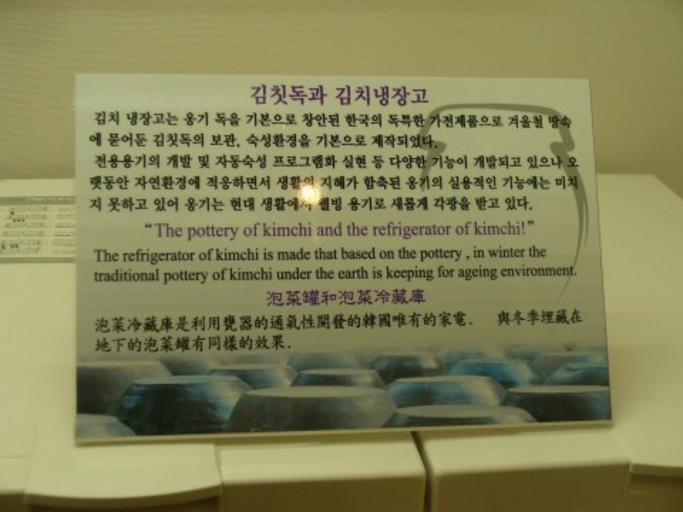 김칫독과 김치냉장고
김치 냉장고는 옹기 독을 기본으로 창안된 한국의 독특한 가전제품으로 겨울철 땅속
에 묻어둔 김칫독의 보관, 숙성환경을 기본으로 제작되었다.
전용용기의 개발 및 자동숙성 프로그램화 실현 등 다양한 기능이 개발되고 있으나 오
랫동안 자연환경에 적응하면서 생활의 지혜가 함축된 옹기의 실용적인 기능에는 미치
지 못하고 있어 옹기는 현대 생활에서 웰빙 용기로 새롭게 각광을 받고 있다.
“The pottery of kimchi and the refrigerator of kimchi!”
The refrigerator of kimchi is made that based on the pottery , in winter the
traditional pottery of kimchi under the earth is keeping for ageing environment.
泡菜罐和泡菜冷藏庫
泡菜冷藏庫是利用甕器的通氣性開發的韓國唯有的家電. 與冬季埋藏在
地下的泡菜罐有同樣的效果.